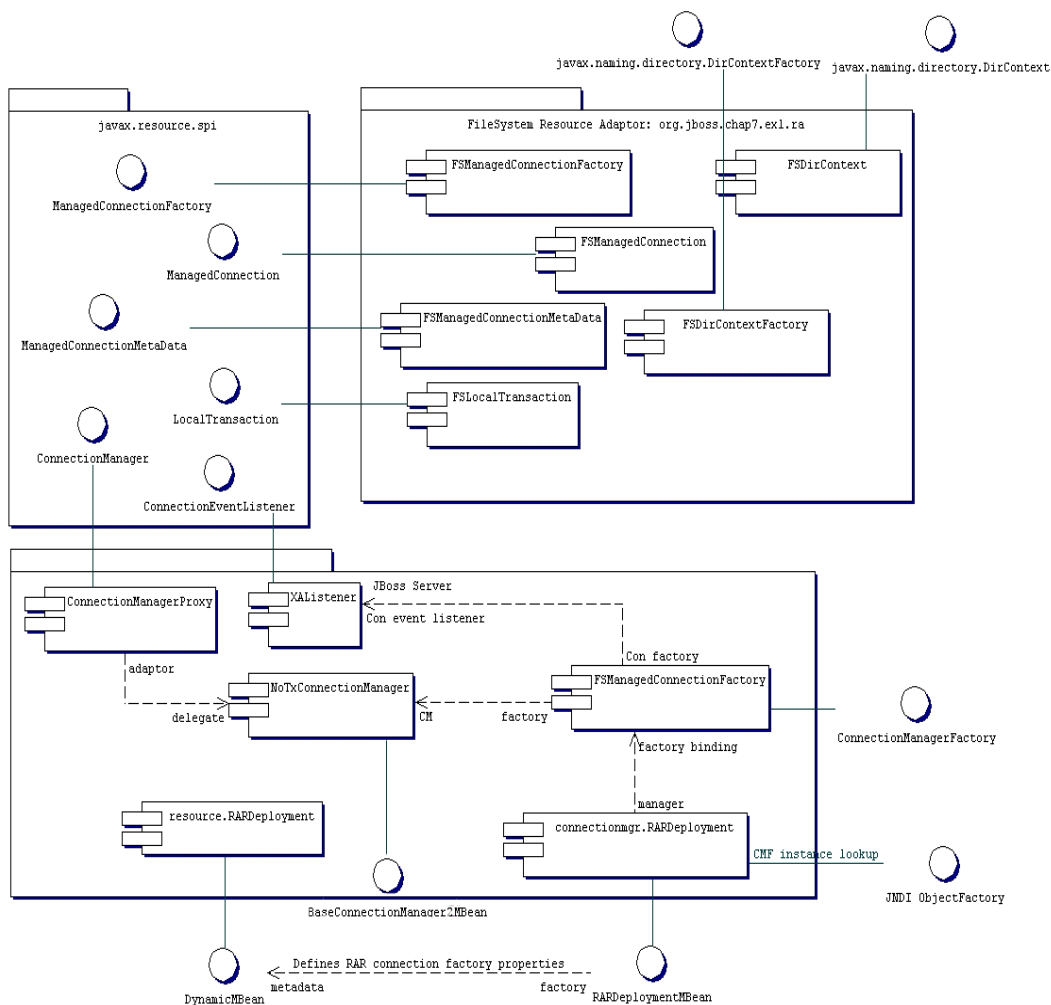 javax.naming.directory.DirContextFactory
javax.naming.directory.DirContext
javax.resource.spi
FileSystem Resource Adaptor: org.jboss.chap7.ex1.ra
FSManagedConnectionFactory
FSDirContext
ManagedConnectionFactory
FSManagedConnection
ManagedConnection
FSManagedConnectionMetaData
FSDirContextFactory
ManagedConnectionMetaData
FSLocalTransaction
LocalTransaction
ConnectionManager
ConnectionEventListener
JBoss Server
ConnectionManagerProxy
XAListener
Con event listener
Con factory
adaptor
NoTxConnectionManager
FSManagedConnectionFactory
delegate
CM
factory
ConnectionManagerFactory
factory binding
manager
resource.RARDeployment
connectionmgr.RARDeployment
CMF instance lookup
JNDI ObjectFactory
BaseConnectionManager2MBean
Defines RAR connection factory properties
metadata
factory
DynamicMBean
RARDeploymentMBean